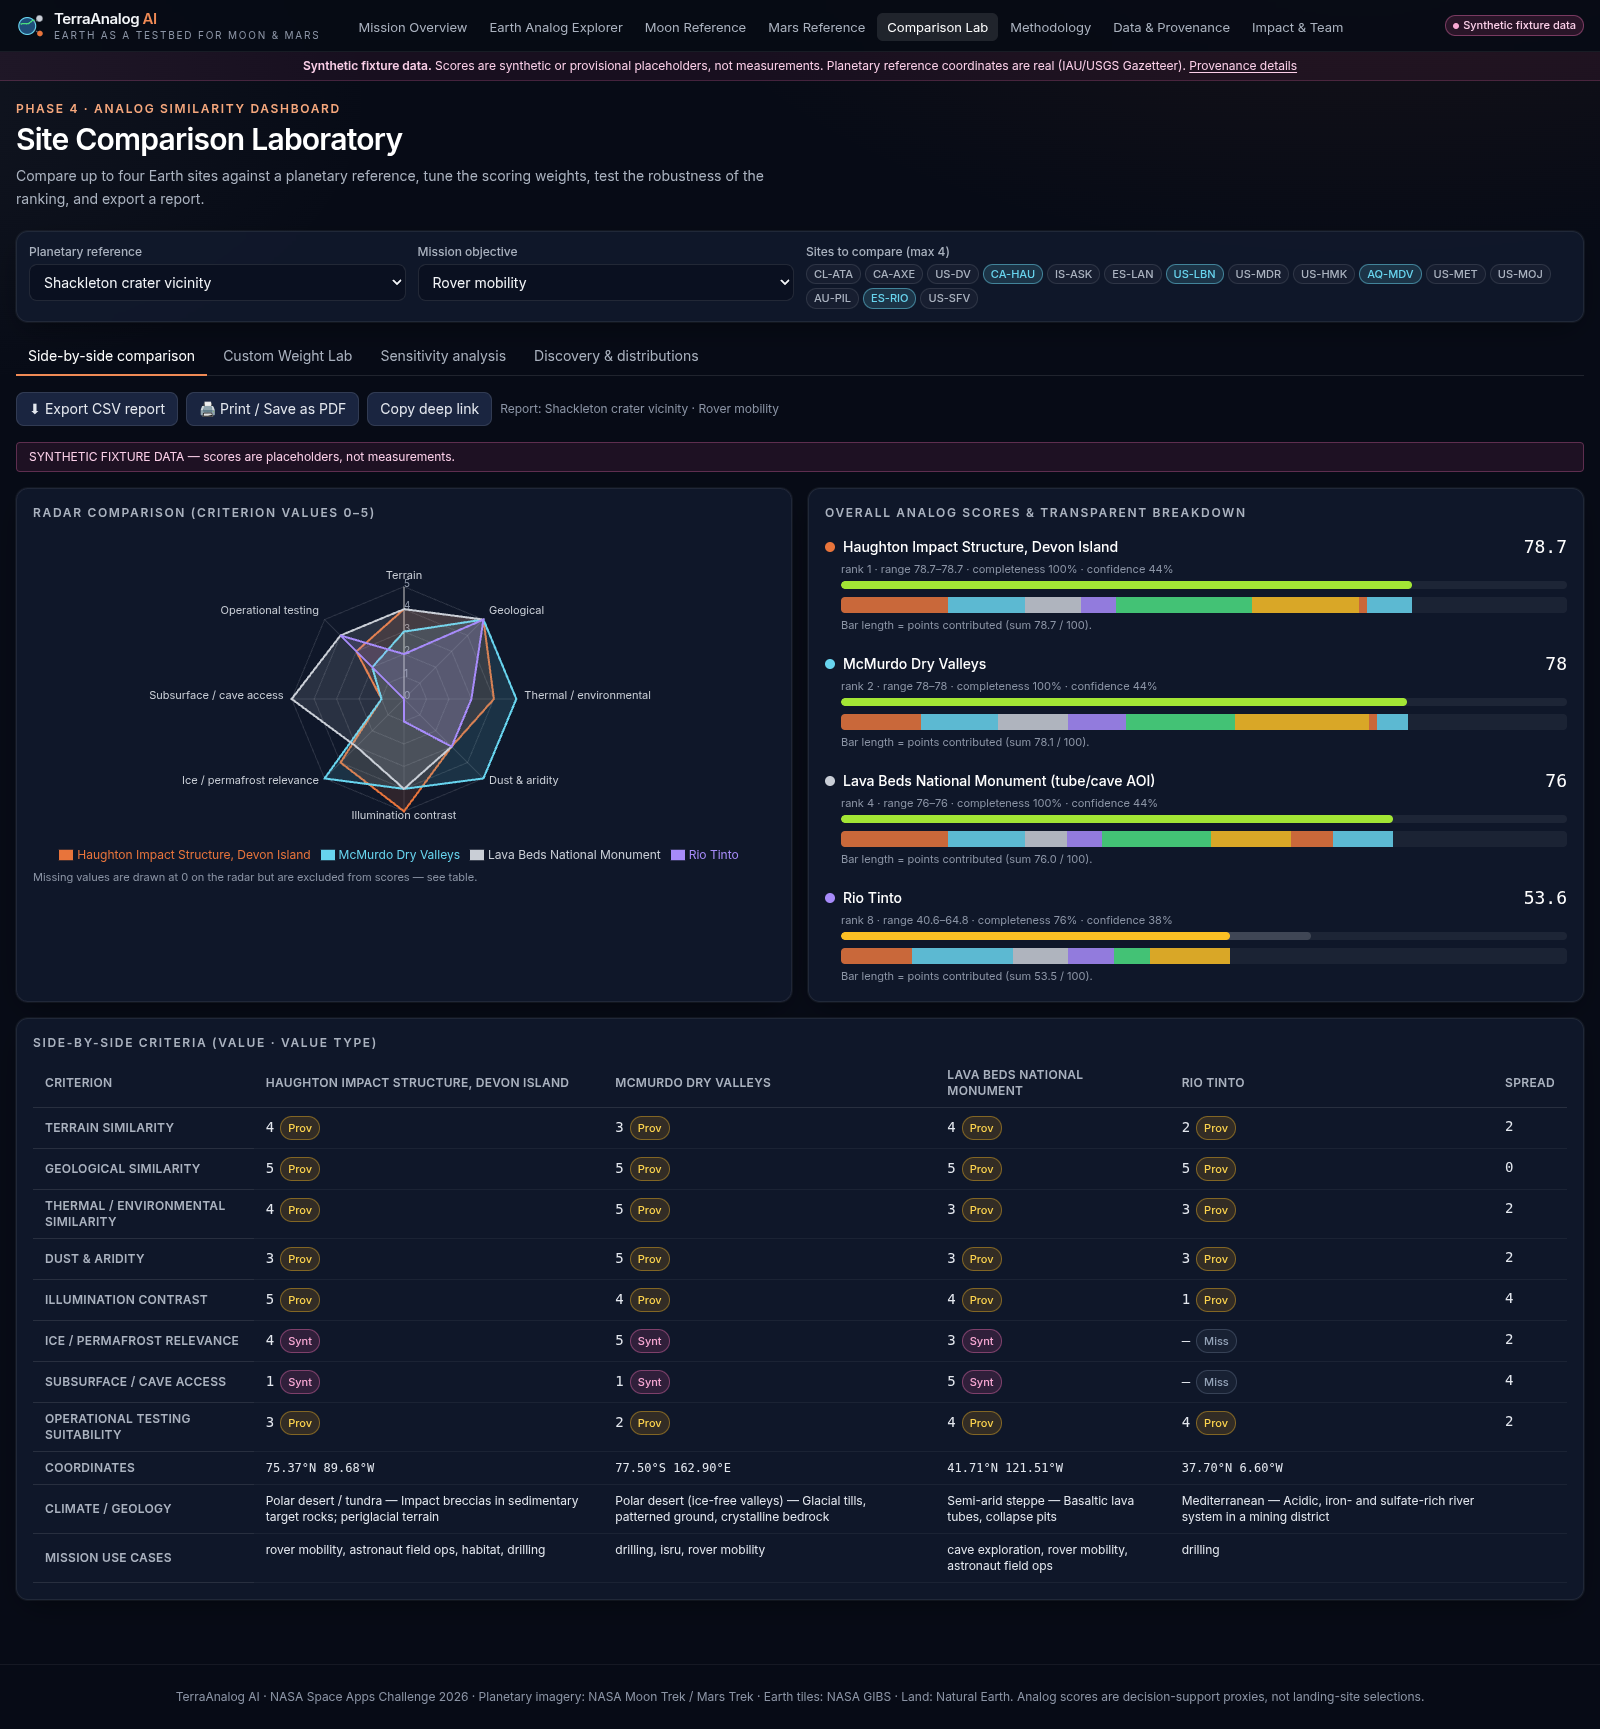 TerraAnalog AI
EARTH AS A TESTBED FOR MOON & MARS
Mission Overview
Earth Analog Explorer
Moon Reference
Mars Reference
Comparison Lab
Methodology
Data & Provenance
Impact & Team
Synthetic fixture data
Synthetic fixture data. Scores are synthetic or provisional placeholders, not measurements. Planetary reference coordinates are real (IAU/USGS Gazetteer). Provenance details
PHASE 4 · ANALOG SIMILARITY DASHBOARD
Site Comparison Laboratory
Compare up to four Earth sites against a planetary reference, tune the scoring weights, test the robustness of the
ranking, and export a report.
Planetary reference
Shackleton crater vicinity
Mission objective
Rover mobility
Sites to compare (max 4)
CL-ATA CA-AXE US-DV CA-HAU IS-ASK ES-LAN US-LBN US-MDR US-HMK AQ-MDV US-MET US-MOJ
AU-PIL ES-RIO US-SFV
Side-by-side comparison
Custom Weight Lab
Sensitivity analysis
Discovery & distributions
⬇ Export CSV report
🖨️ Print / Save as PDF
Copy deep link
Report: Shackleton crater vicinity · Rover mobility
SYNTHETIC FIXTURE DATA — scores are placeholders, not measurements.
RADAR COMPARISON (CRITERION VALUES 0–5)
Terrain
5
Operational testing
Geological
4
3
2
1
0
Subsurface / cave access
Thermal / environmental
Ice / permafrost relevance
Dust & aridity
Illumination contrast
Haughton Impact Structure, Devon Island
McMurdo Dry Valleys
Lava Beds National Monument
Rio Tinto
Missing values are drawn at 0 on the radar but are excluded from scores — see table.
OVERALL ANALOG SCORES & TRANSPARENT BREAKDOWN
Haughton Impact Structure, Devon Island 78.7
rank 1 · range 78.7–78.7 · completeness 100% · confidence 44%
Bar length = points contributed (sum 78.7 / 100).
McMurdo Dry Valleys 78
rank 2 · range 78–78 · completeness 100% · confidence 44%
Bar length = points contributed (sum 78.1 / 100).
Lava Beds National Monument (tube/cave AOI) 76
rank 4 · range 76–76 · completeness 100% · confidence 44%
Bar length = points contributed (sum 76.0 / 100).
Rio Tinto 53.6
rank 8 · range 40.6–64.8 · completeness 76% · confidence 38%
Bar length = points contributed (sum 53.5 / 100).
SIDE-BY-SIDE CRITERIA (VALUE · VALUE TYPE)
CRITERION
HAUGHTON IMPACT STRUCTURE, DEVON ISLAND
MCMURDO DRY VALLEYS
LAVA BEDS NATIONAL
MONUMENT
RIO TINTO
SPREAD
TERRAIN SIMILARITY 4 Prov 3 Prov 4 Prov 2 Prov 2
GEOLOGICAL SIMILARITY 5 Prov 5 Prov 5 Prov 5 Prov 0
THERMAL / ENVIRONMENTAL
SIMILARITY
4 Prov 5 Prov 3 Prov 3 Prov 2
DUST & ARIDITY 3 Prov 5 Prov 3 Prov 3 Prov 2
ILLUMINATION CONTRAST 5 Prov 4 Prov 4 Prov 1 Prov 4
ICE / PERMAFROST RELEVANCE 4 Synt 5 Synt 3 Synt — Miss 2
SUBSURFACE / CAVE ACCESS 1 Synt 1 Synt 5 Synt — Miss 4
OPERATIONAL TESTING
SUITABILITY
3 Prov 2 Prov 4 Prov 4 Prov 2
COORDINATES 75.37°N 89.68°W 77.50°S 162.90°E 41.71°N 121.51°W 37.70°N 6.60°W
CLIMATE / GEOLOGY
Polar desert / tundra — Impact breccias in sedimentary
target rocks; periglacial terrain
Polar desert (ice-free valleys) — Glacial tills,
patterned ground, crystalline bedrock
Semi-arid steppe — Basaltic lava
tubes, collapse pits
Mediterranean — Acidic, iron- and sulfate-rich river
system in a mining district
MISSION USE CASES
rover mobility, astronaut field ops, habitat, drilling
drilling, isru, rover mobility
cave exploration, rover mobility,
astronaut field ops
drilling
TerraAnalog AI · NASA Space Apps Challenge 2026 · Planetary imagery: NASA Moon Trek / Mars Trek · Earth tiles: NASA GIBS · Land: Natural Earth. Analog scores are decision-support proxies, not landing-site selections.